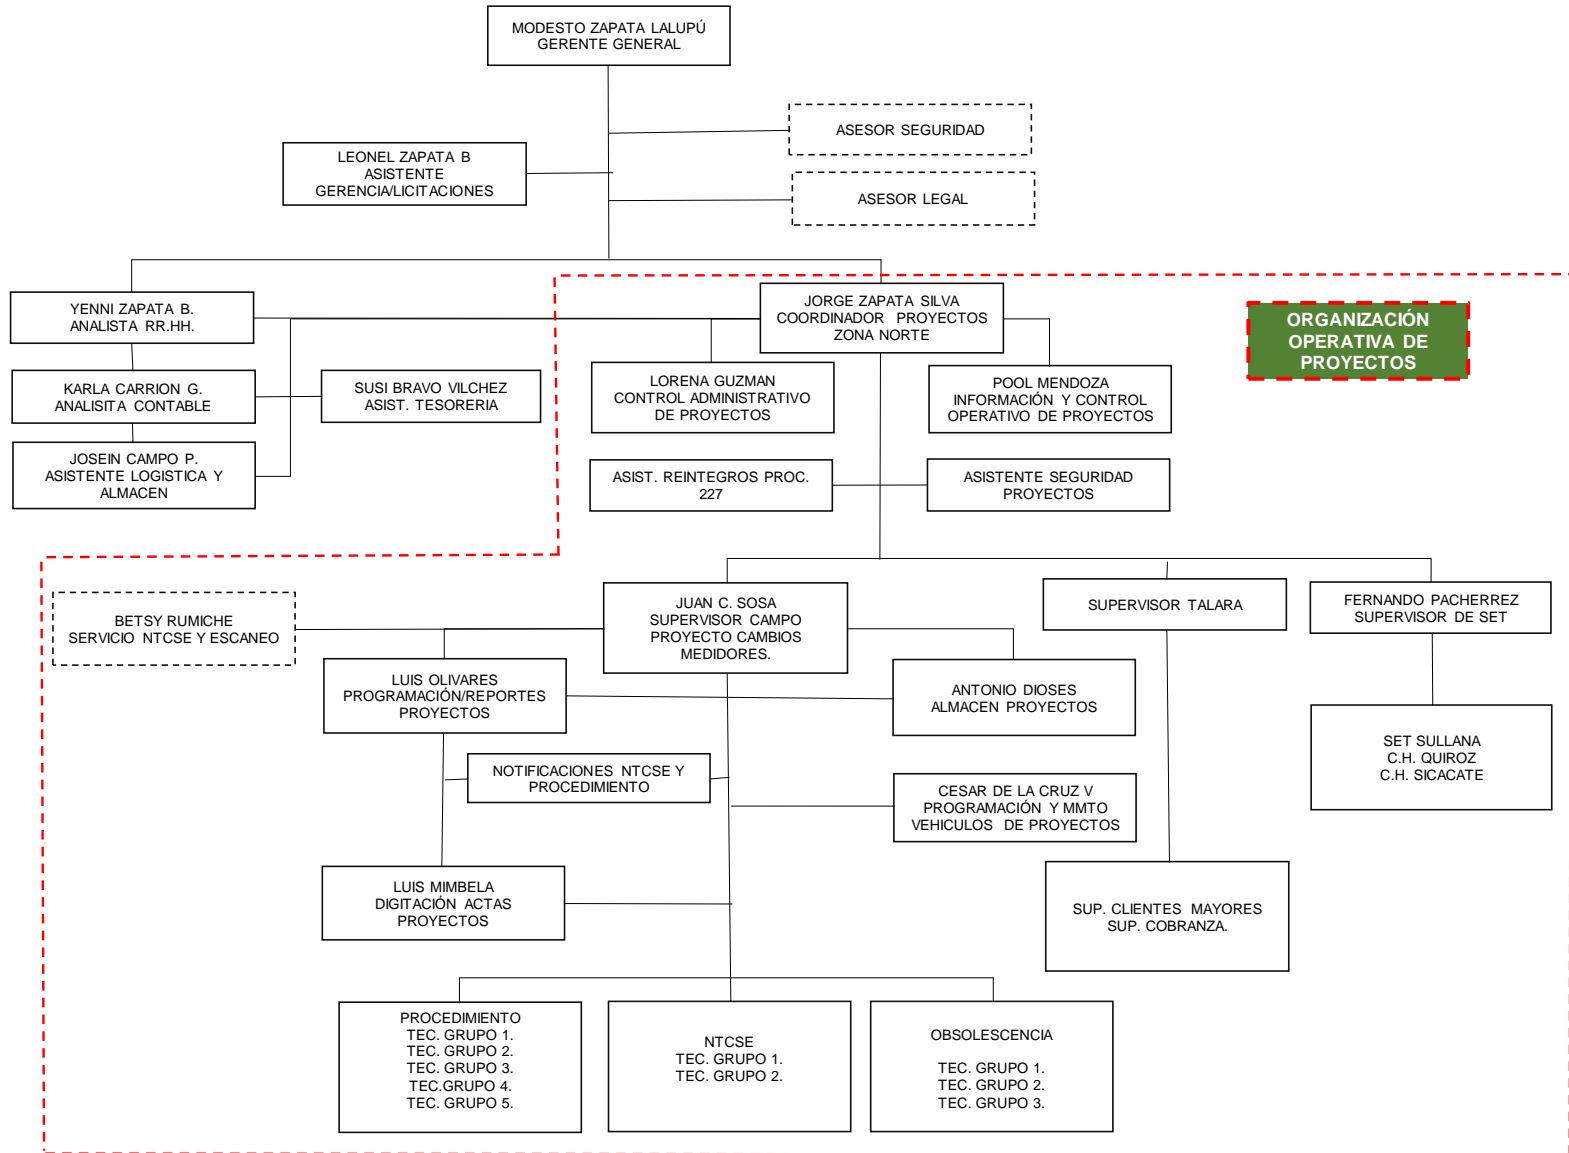 MODESTO ZAPATA LALUPÚ
GERENTE GENERAL
ASESOR SEGURIDAD
LEONEL ZAPATA B
ASISTENTE
GERENCIA/LICITACIONES
ASESOR LEGAL
YENNI ZAPATA B.
ANALISTA RR.HH.
JORGE ZAPATA SILVA
COORDINADOR PROYECTOS
ZONA NORTE
ORGANIZACIÓN
OPERATIVA DE
PROYECTOS
KARLA CARRION G.
ANALISITA CONTABLE
SUSI BRAVO VILCHEZ
ASIST. TESORERIA
LORENA GUZMAN
CONTROL ADMINISTRATIVO
DE PROYECTOS
POOL MENDOZA
INFORMACIÓN Y CONTROL
OPERATIVO DE PROYECTOS
JOSEIN CAMPO P.
ASISTENTE LOGISTICA Y
ALMACEN
ASIST. REINTEGROS PROC.
227
ASISTENTE SEGURIDAD
PROYECTOS
BETSY RUMICHE
SERVICIO NTCSE Y ESCANEO
JUAN C. SOSA
SUPERVISOR CAMPO
PROYECTO CAMBIOS
MEDIDORES.
SUPERVISOR TALARA
FERNANDO PACHERREZ
SUPERVISOR DE SET
LUIS OLIVARES
PROGRAMACIÓN/REPORTES
PROYECTOS
ANTONIO DIOSES
ALMACEN PROYECTOS
SET SULLANA
C.H. QUIROZ
C.H. SICACATE
NOTIFICACIONES NTCSE Y
PROCEDIMIENTO
CESAR DE LA CRUZ V
PROGRAMACIÓN Y MMTO
VEHICULOS DE PROYECTOS
LUIS MIMBELA
DIGITACIÓN ACTAS
PROYECTOS
SUP. CLIENTES MAYORES
SUP. COBRANZA.
PROCEDIMIENTO
TEC. GRUPO 1.
TEC. GRUPO 2.
TEC. GRUPO 3.
TEC.GRUPO 4.
TEC. GRUPO 5.
NTCSE
TEC. GRUPO 1.
TEC. GRUPO 2.
OBSOLESCENCIA
TEC. GRUPO 1.
TEC. GRUPO 2.
TEC. GRUPO 3.